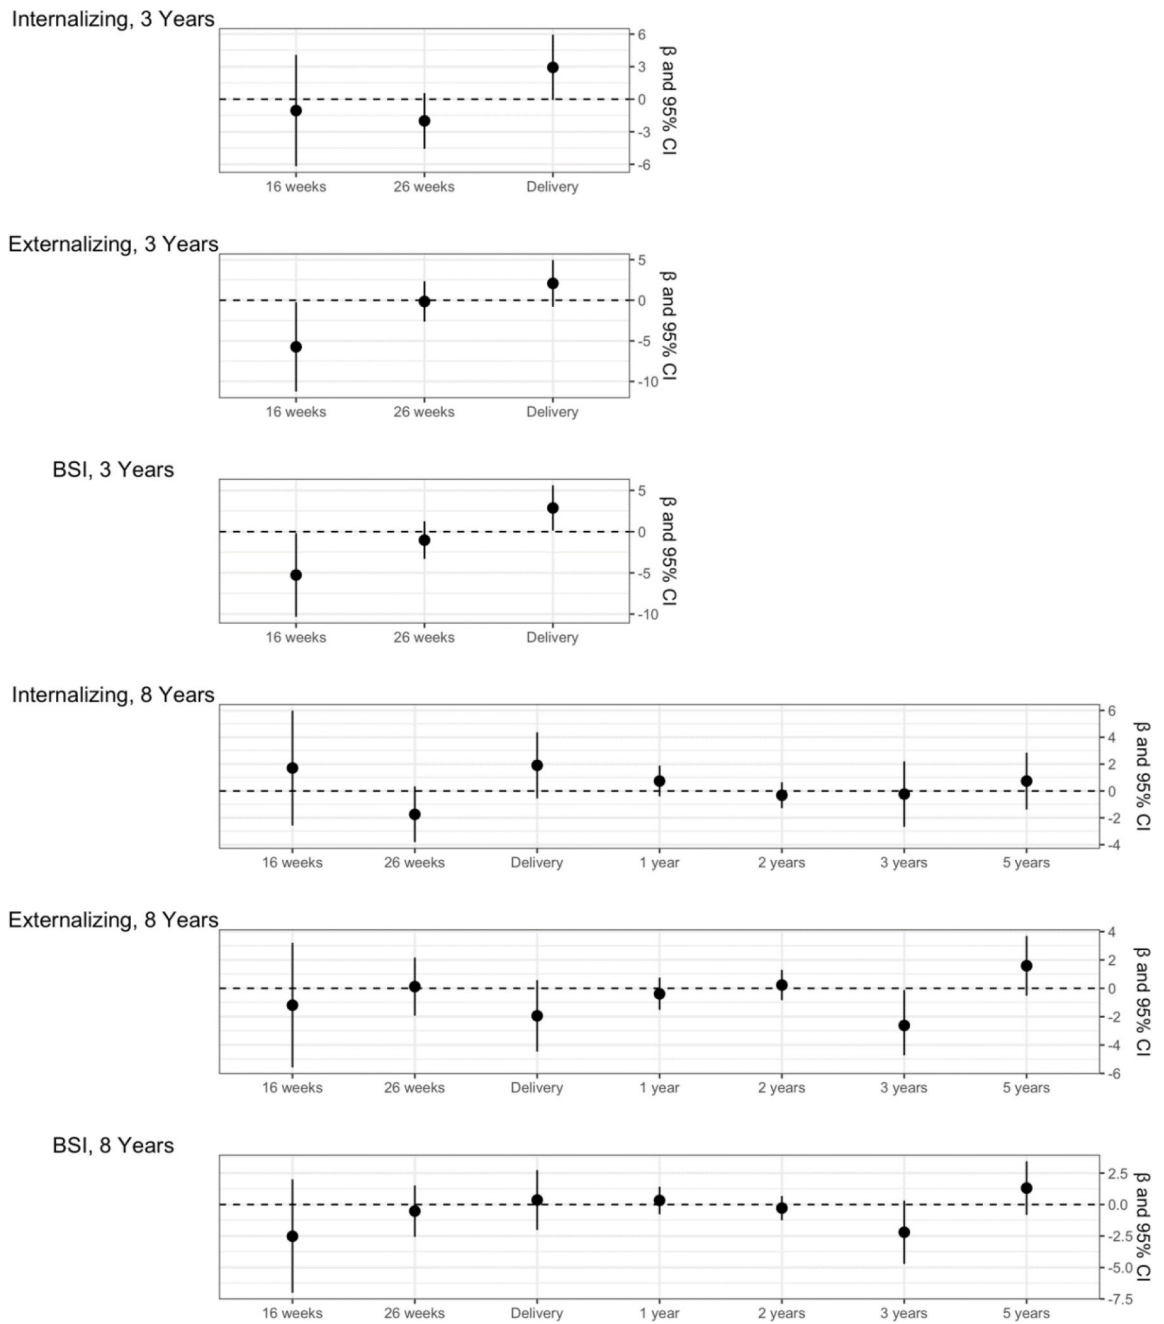 Internalizing, 3 Years
6
3
0
-3
-6
β and 95% CI
16 weeks 26 weeks Delivery
Externalizing, 3 Years
5
0
-5
-10
β and 95% CI
16 weeks 26 weeks Delivery
BSI, 3 Years
5
0
-5
-10
β and 95% CI
16 weeks 26 weeks Delivery
Internalizing, 8 Years
6
4
2
0
-2
-4
β and 95% CI
16 weeks 26 weeks Delivery 1 year 2 years 3 years 5 years
Externalizing, 8 Years
4
2
0
-2
-4
-6
β and 95% CI
16 weeks 26 weeks Delivery 1 year 2 years 3 years 5 years
BSI, 8 Years
2.5
0.0
-2.5
-5.0
-7.5
β and 95% CI
16 weeks 26 weeks Delivery 1 year 2 years 3 years 5 years